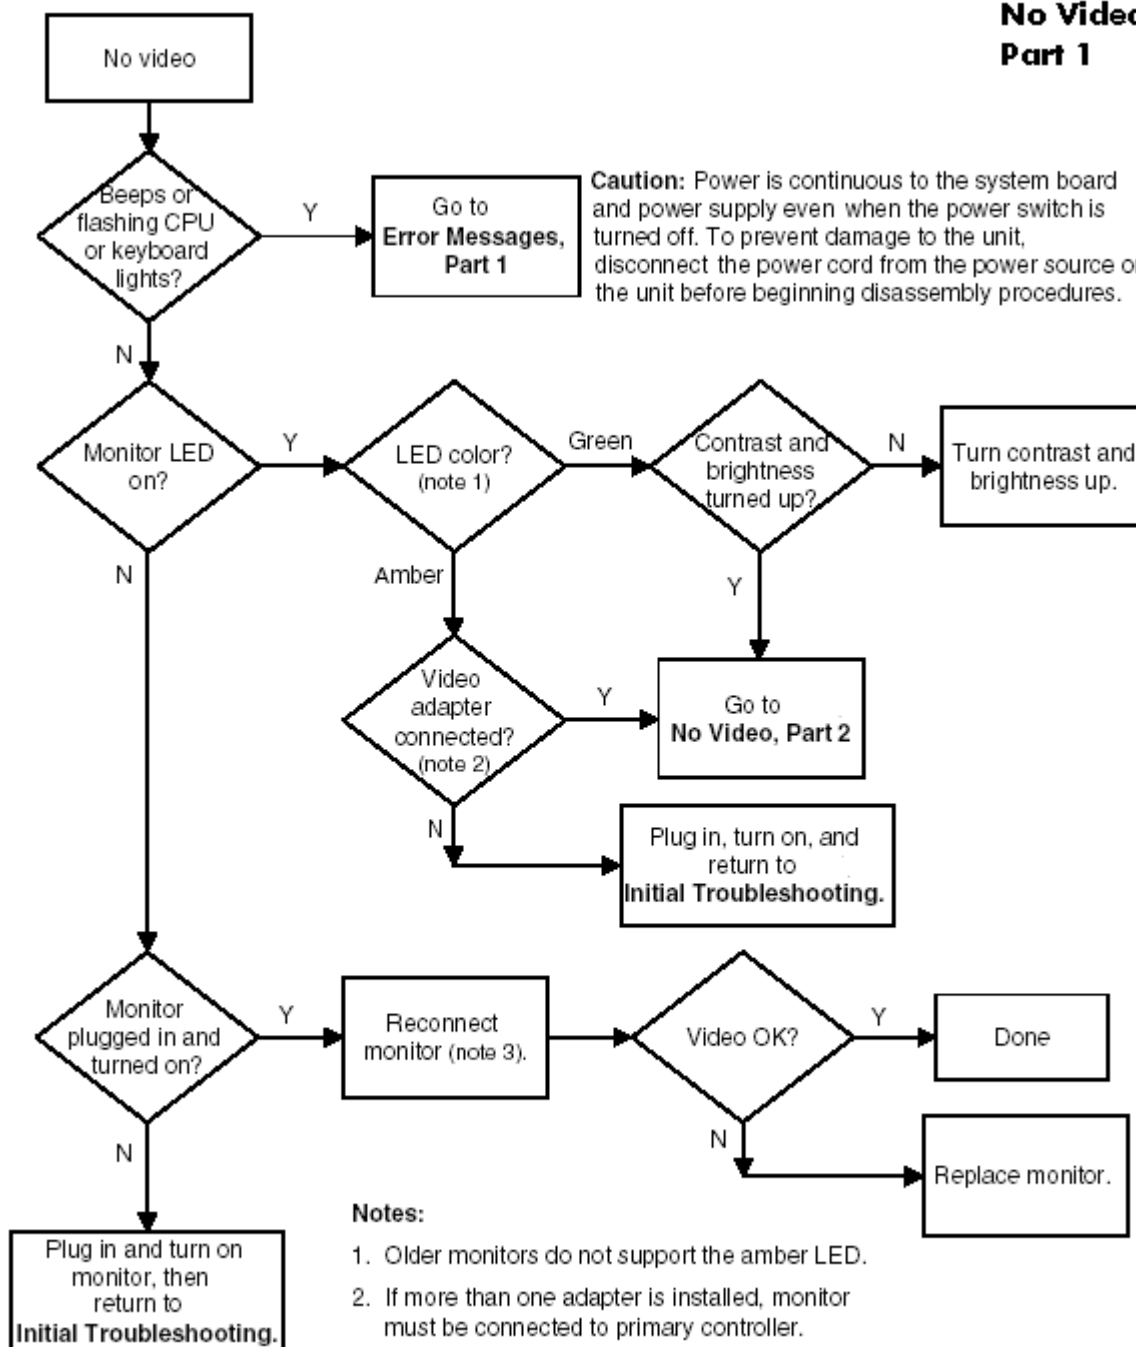 No Video
Part 1
No video
Beeps or
flashing CPU
or keyboard
lights?
Y
Go to
Error Messages,
Part 1
Caution: Power is continuous to the system board
and power supply even when the power switch is
turned off. To prevent damage to the unit,
disconnect the power cord from the power source or
the unit before beginning disassembly procedures.
N
Monitor LED
on?
Y
LED color?
(note 1)
Green
Contrast and
brightness
turned up?
N
Turn contrast and
brightness up.
N
Amber
Y
Video
adapter
connected?
(note 2)
Y
Go to
No Video, Part 2
N
Plug in, turn on, and
return to
Initial Troubleshooting.
Monitor
plugged in and
turned on?
Y
Reconnect
monitor (note 3).
Video OK?
Y
Done
N
N
Replace monitor.
Plug in and turn on
monitor, then
return to
Initial Troubleshooting.
Notes:
1. Older monitors do not support the amber LED.
2. If more than one adapter is installed, monitor
must be connected to primary controller.